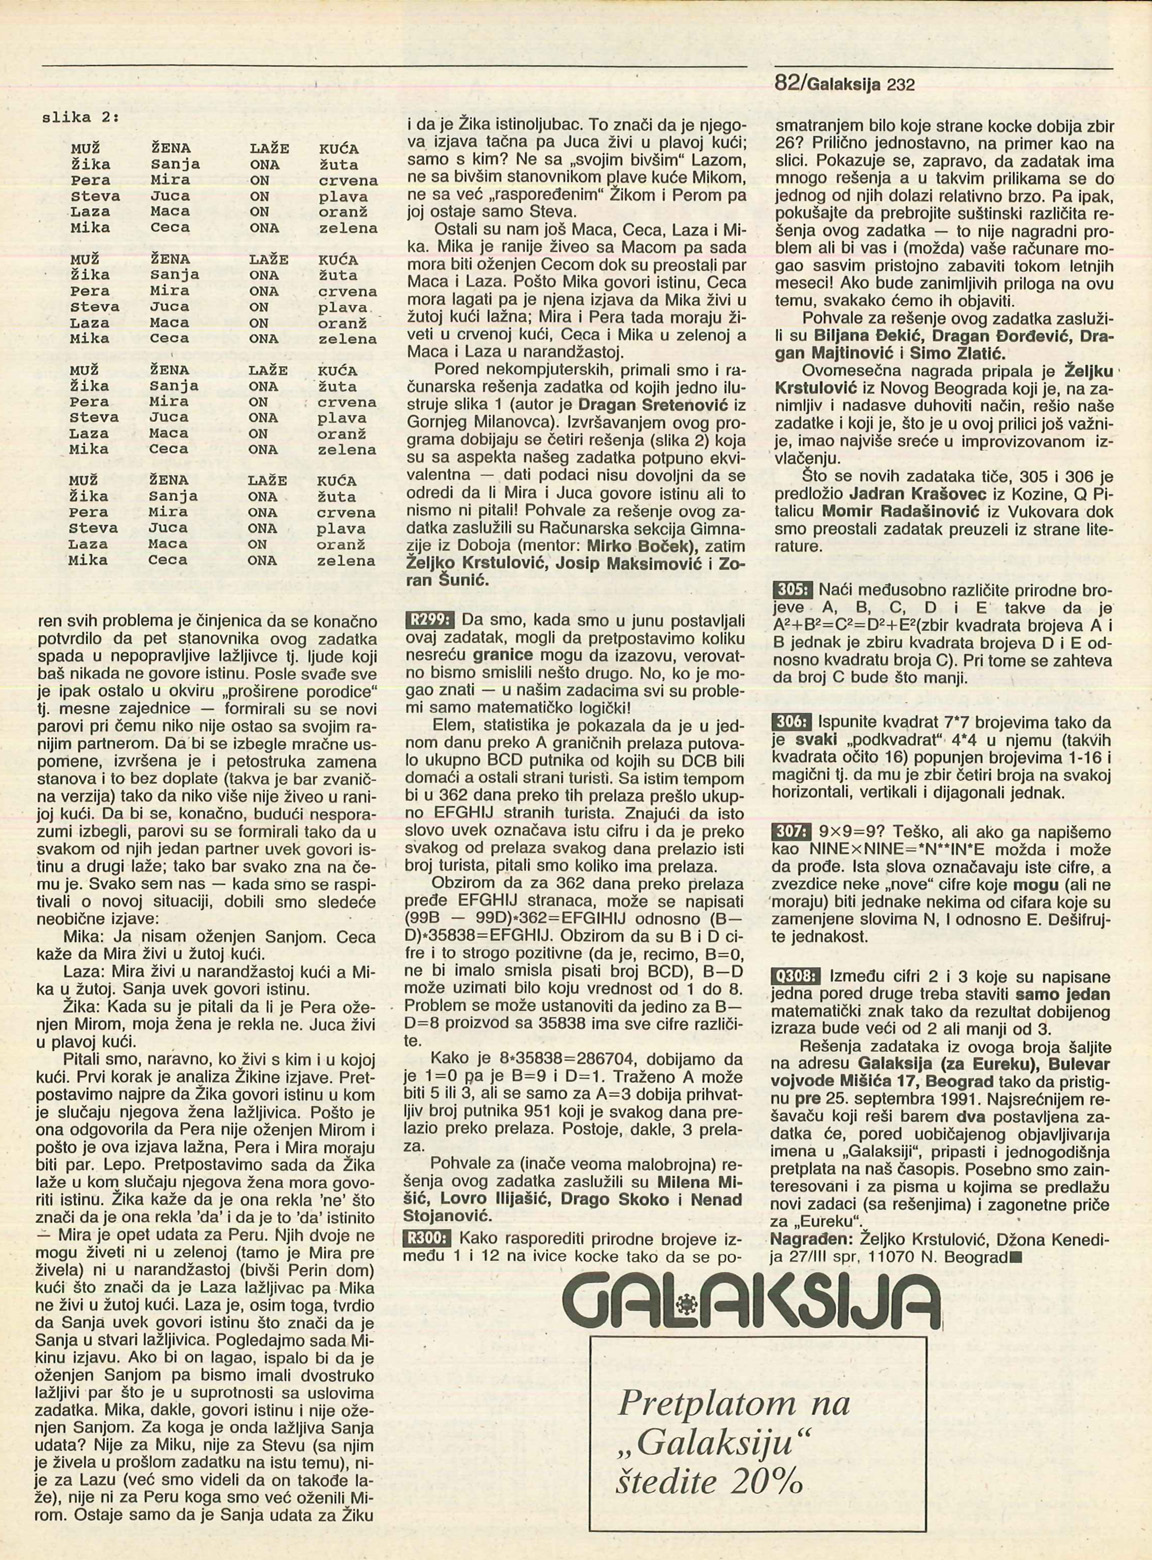 82/Galaksija 232
slika 2:
MUŽ ŽENA LAŽE KUĆA
Žika Sanja ONA žuta
Pera Mira ON crvena
Steva Juca ON plava
Laza Maca ON oranž
Mika Ceca ONA zelena
MUŽ ŽENA LAŽE KUĆA
Žika Sanja ONA žuta
Pera Mira ONA crvena
Steva Juca ON plava
Laza Maca ON oranž
Mika Ceca ONA zelena
MUŽ ŽENA LAŽE KUĆA
Žika Sanja ONA žuta
Pera Mira ON crvena
Steva Juca ONA plava
Laza Maca ON oranž
Mika Ceca ONA zelena
MUŽ ŽENA LAŽE KUĆA
Žika Sanja ONA žuta
Pera Mira ONA crvena
Steva Juca ONA plava
Laza Maca ON oranž
Mika Ceca ONA zelena
ren svih problema je činjenica da se konačno
potvrdilo da pet stanovnika ovog zadatka
spada u nepopravljive lažljivce tj. ljude koji
baš nikada ne govore istinu. Posle svađe sve
je ipak ostalo u okviru „proširene porodice“
tj. mesne zajednice — formirali su se novi
parovi pri čemu niko nije ostao sa svojim ra-
nijim partnerom. Da bi se izbegle mračne us-
pomene, izvršena je i petostruka zamena
stanova i to bez doplate (takva je bar zvanič-
na verzija) tako da niko više nije živeo u rani-
joj kući. Da bi se, konačno, budući nespora-
zumi izbegli, parovi su se formirali tako da u
svakom od njih jedan partner uvek govori is-
tinu a drugi laže; tako bar svako zna na če-
mu je. Svako sem nas — kada smo se raspi-
tivali o novoj situaciji, dobili smo sledeće
neobične izjave:
Mika: Ja nisam oženjen Sanjom. Ceca
kaže da Mira živi u žutoj kući.
Laza: Mira živi u narandžastoj kući a Mi-
ka u žutoj. Sanja uvek govori istinu.
Žika: Kada su je pitali da li je Pera ože-
njen Mirom, moja žena je rekla ne. Juca živi
u plavoj kući.
Pitali smo, naravno, ko živi s kim i u kojoj
kući. Prvi korak je analiza Žikine izjave. Pret-
postavimo najpre da Žika govori istinu u kom
je slučaju njegova žena lažljivica. Pošto je
ona odgovorila da Pera nije oženjen Mirom i
pošto je ova izjava lažna, Pera i Mira moraju
biti par. Lepo. Pretpostavimo sada da Žika
laže u kom slučaju njegova žena mora govo-
riti istinu. Žika kaže da je ona rekla 'ne' što
znači da je ona rekla 'da' i da je to 'da' istinito
— Mira je opet udata za Peru. Njih dvoje ne
mogu živeti ni u zelenoj (tamo je Mira pre
živela) ni u narandžastoj (bivši Perin dom)
kući što znači da je Laza lažljivac pa Mika
ne živi u žutoj kući. Laza je, osim toga, tvrdio
da Sanja uvek govori istinu što znači da je
Sanja u stvari lažljivica. Pogledajmo sada Mi-
kinu izjavu. Ako bi on lagao, ispalo bi da je
oženjen Sanjom pa bismo imali dvostruko
lažljivi par što je u suprotnosti sa uslovima
zadatka. Mika, dakle, govori istinu i nije ože-
njen Sanjom. Za koga je onda lažljiva Sanja
udata? Nije za Miku, nije za Stevu (sa njim
je živela u prošlom zadatku na istu temu), ni-
je za Lazu (već smo videli da on takođe la-
že), nije ni za Peru koga smo već oženili Mi-
rom. Ostaje samo da je Sanja udata za Žiku
i da je Žika istinoljubac. To znači da je njego-
va izjava tačna pa Juca živi u plavoj kući;
samo s kim? Ne sa „svojim bivšim“ Lazom,
ne sa bivšim stanovnikom plave kuće Mikom,
ne sa već „raspoređenim“ Žikom i Perom pa
joj ostaje samo Steva.
Ostali su nam još Maca, Ceca, Laza i Mi-
ka. Mika je ranije živeo sa Macom pa sada
mora biti oženjen Cecom dok su preostali par
Maca i Laza. Pošto Mika govori istinu, Ceca
mora lagati pa je njena izjava da Mika živi u
žutoj kući lažna; Mira i Pera tada moraju ži-
veti u crvenoj kući, Ceca i Mika u zelenoj a
Maca i Laza u narandžastoj.
Pored nekompjuterskih, primali smo i ra-
čunarska rešenja zadatka od kojih jedno ilu-
struje slika 1 (autor je Dragan Sretenović iz
Gornjeg Milanovca). Izvršavanjem ovog pro-
grama dobijaju se četiri rešenja (slika 2) koja
su sa aspekta našeg zadatka potpuno ekvi-
valentna — dati podaci nisu dovoljni da se
odredi da li Mira i Juca govore istinu ali to
nismo ni pitali! Pohvale za rešenje ovog za-
datka zaslužili su Računarska sekcija Gimna-
zije iz Doboja (mentor: Mirko Boček), zatim
Željko Krstulović, Josip Maksimović i Zo-
ran Šunić.
R299: Da smo, kada smo u junu postavljali
ovaj zadatak, mogli da pretpostavimo koliku
nesreću granice mogu da izazovu, verovat-
no bismo smislili nešto drugo. No, ko je mo-
gao znati — u našim zadacima svi su proble-
mi samo matematičko logički!
Elem, statistika je pokazala da je u jed-
nom danu preko A graničnih prelaza putova-
lo ukupno BCD putnika od kojih su DCB bili
domaći a ostali strani turisti. Sa istim tempom
bi u 362 dana preko tih prelaza prešlo ukup-
no EFGHIJ stranih turista. Znajući da isto
slovo uvek označava istu cifru i da je preko
svakog od prelaza svakog dana prelazio isti
broj turista, pitali smo koliko ima prelaza.
Obzirom da za 362 dana preko prelaza
pređe EFGHIJ stranaca, može se napisati
(99B — 99D)*362=EFGIHIJ odnosno (B—
D)*35838=EFGHIJ. Obzirom da su B i D ci-
fre i to strogo pozitivne (da je, recimo, B=0,
ne bi imalo smisla pisati broj BCD), B—D
može uzimati bilo koju vrednost od 1 do 8.
Problem se može ustanoviti da jedino za B—
D=8 proizvod sa 35838 ima sve cifre različi-
te.
Kako je 8*35838=286704, dobijamo da
je 1=0 pa je B=9 i D=1. Traženo A može
biti 5 ili 3, ali se samo za A=3 dobija prihvat-
ljiv broj putnika 951 koji je svakog dana pre-
lazio preko prelaza. Postoje, dakle, 3 prela-
za.
Pohvale za (inače veoma malobrojna) re-
šenja ovog zadatka zaslužili su Milena Mi-
šić, Lovro Ilijašić, Drago Skoko i Nenad
Stojanović.
R300: Kako rasporediti prirodne brojeve iz-
među 1 i 12 na ivice kocke tako da se po-
smatranjem bilo koje strane kocke dobija zbir
26? Prilično jednostavno, na primer kao na
slici. Pokazuje se, zapravo, da zadatak ima
mnogo rešenja a u takvim prilikama se do
jednog od njih dolazi relativno brzo. Pa ipak,
pokušajte da prebrojite suštinski različita re-
šenja ovog zadatka — to nije nagradni pro-
blem ali bi vas i (možda) vaše računare mo-
gao sasvim pristojno zabaviti tokom letnjih
meseci! Ako bude zanimljivih priloga na ovu
temu, svakako ćemo ih objaviti.
Pohvale za rešenje ovog zadatka zasluži-
li su Biljana Đekić, Dragan Đorđević, Dra-
gan Majtinović i Simo Zlatić.
Ovomesečna nagrada pripala je Željku
Krstulović iz Novog Beograda koji je, na za-
nimljiv i nadasve duhoviti način, rešio naše
zadatke i koji je, što je u ovoj prilici još važni-
je, imao najviše sreće u improvizovanom iz-
vlačenju.
Što se novih zadataka tiče, 305 i 306 je
predložio Jadran Krašovec iz Kozine, Q Pi-
talicu Momir Radašinović iz Vukovara dok
smo preostali zadatak preuzeli iz strane lite-
rature.
305: Naći međusobno različite prirodne bro-
jeve A, B, C, D i E takve da je
A²+B²=C²=D²+E²(zbir kvadrata brojeva A i
B jednak je zbiru kvadrata brojeva D i E od-
nosno kvadratu broja C). Pri tome se zahteva
da broj C bude što manji.
306: Ispunite kvadrat 7*7 brojevima tako da
je svaki „podkvadrat“ 4*4 u njemu (takvih
kvadrata očito 16) popunjen brojevima 1-16 i
magični tj. da mu je zbir četiri broja na svakoj
horizontali, vertikali i dijagonali jednak.
307: 9×9=9? Teško, ali ako ga napišemo
kao NINE×NINE=*N**IN*E možda i može
da prođe. Ista slova označavaju iste cifre, a
zvezdice neke „nove“ cifre koje mogu (ali ne
moraju) biti jednake nekima od cifara koje su
zamenjene slovima N, I odnosno E. Dešifruj-
te jednakost.
Q308: Između cifri 2 i 3 koje su napisane
jedna pored druge treba staviti samo jedan
matematički znak tako da rezultat dobijenog
izraza bude veći od 2 ali manji od 3.
Rešenja zadataka iz ovoga broja šaljite
na adresu Galaksija (za Eureku), Bulevar
vojvode Mišića 17, Beograd tako da pristig-
nu pre 25. septembra 1991. Najsrećnijem re-
šavaču koji reši barem dva postavljena za-
datka će, pored uobičajenog objavljivanja
imena u „Galaksiji“, pripasti i jednogodišnja
pretplata na naš časopis. Posebno smo zain-
teresovani i za pisma u kojima se predlažu
novi zadaci (sa rešenjima) i zagonetne priče
za „Eureku“.
Nagrađen: Željko Krstulović, Džona Kenedi-
ja 27/III spr, 11070 N. Beograd■
GALAKSIJA
Pretplatom na
„Galaksiju“
štedite 20%